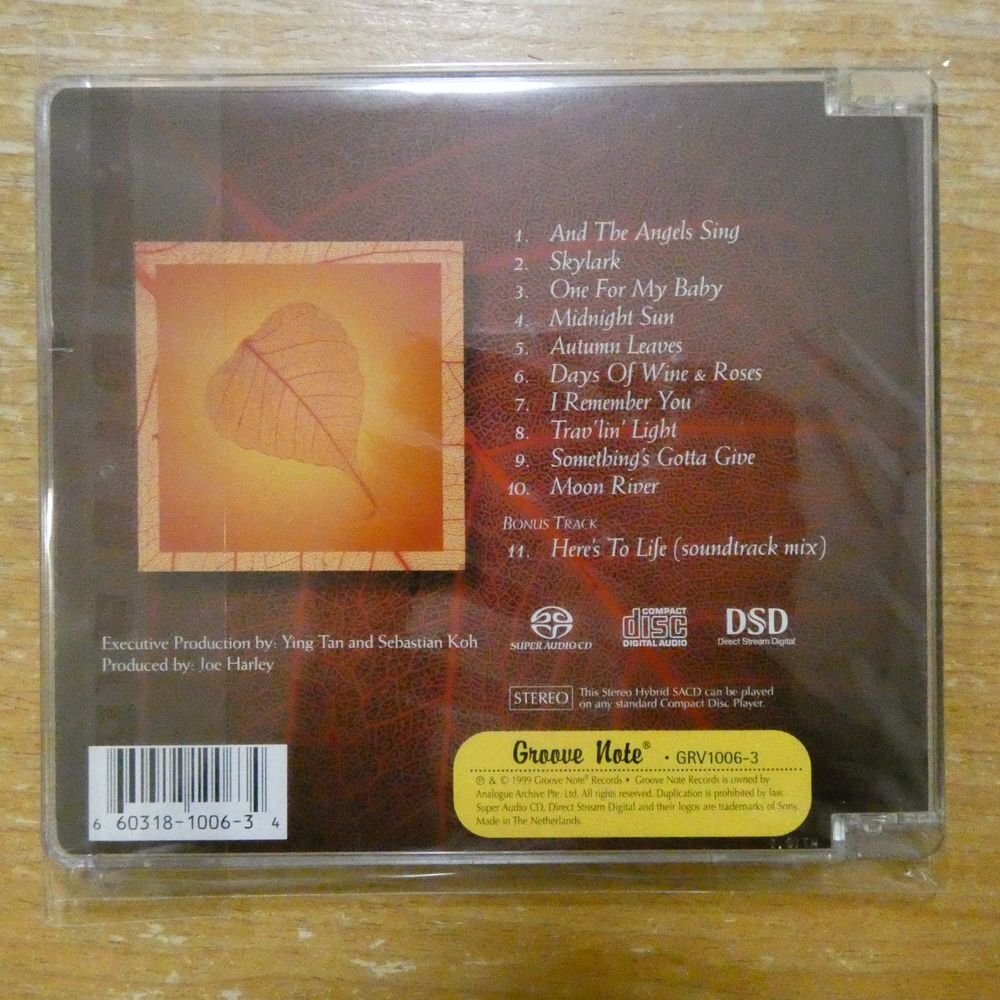 1. And The Angels Sing
2. Skylark
3. One For My Baby
4. Midnight Sun
5. Autumn Leaves
6. Days Of Wine & Roses
7. I Remember You
8. Trav'lin' Light
9. Something's Gotta Give
10. Moon River
Bonus Track
11. Here's To Life (soundtrack mix)
Executive Production by: Ying Tan and Sebastian Koh
Produced by: Joe Harley
SUPER AUDIO CD
COMPACT
disc
DIGITAL AUDIO
DSD
Direct Stream Digital
STEREO
This Stereo Hybrid SACD can be played
on any standard Compact Disc Player.
Groove Note® • GRV1006-3
℗ & © 1999 Groove Note® Records • Groove Note Records is owned by
Analogue Archive Pte. Ltd. All rights reserved. Duplication is prohibited by law.
Super Audio CD, Direct Stream Digital and their logos are trademarks of Sony.
Made in The Netherlands.
6 60318-1006-3 4